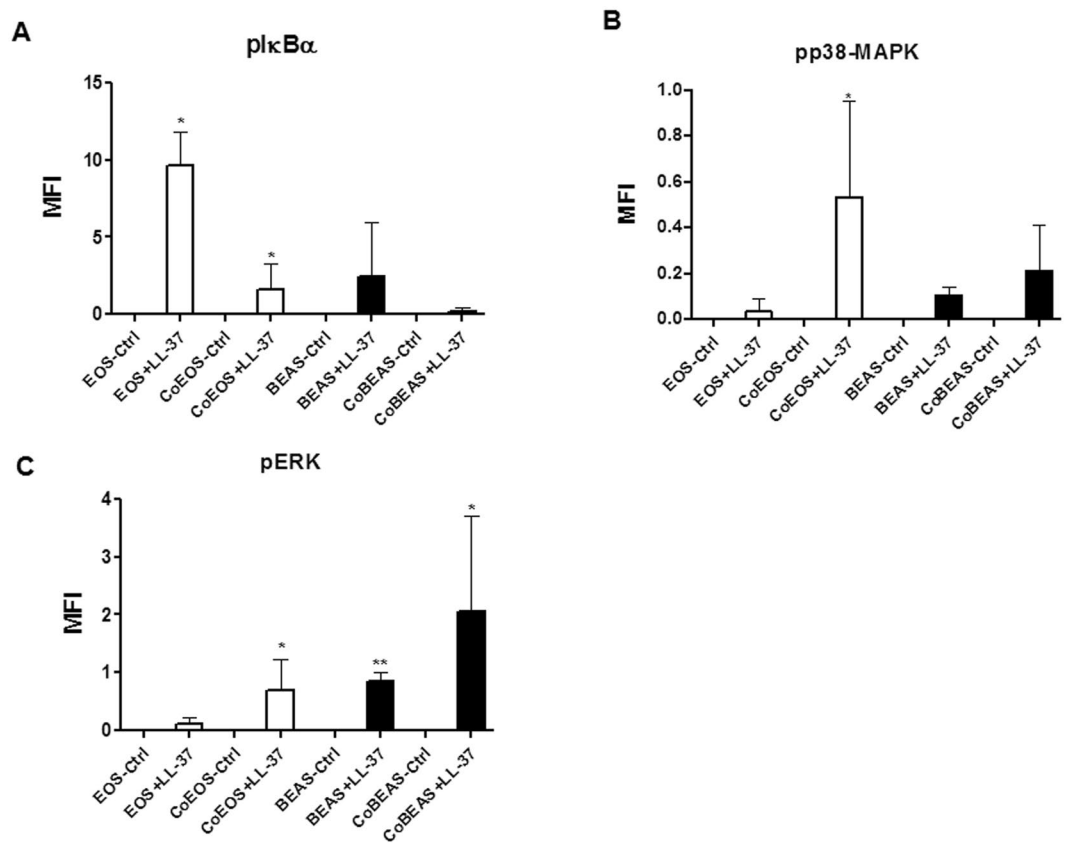 A
pIκBα
MFI
15
10
5
0
*
*
EOS-Ctrl
EOS+LL-37
CoEOS-Ctrl
CoEOS+LL-37
BEAS-Ctrl
BEAS+LL-37
CoBEAS-Ctrl
CoBEAS+LL-37
B
pp38-MAPK
MFI
1.0
0.8
0.6
0.4
0.2
0.0
*
EOS-Ctrl
EOS+LL-37
CoEOS-Ctrl
CoEOS+LL-37
BEAS-Ctrl
BEAS+LL-37
CoBEAS-Ctrl
CoBEAS+LL-37
C
pERK
MFI
4
3
2
1
0
*
**
*
EOS-Ctrl
EOS+LL-37
CoEOS-Ctrl
CoEOS+LL-37
BEAS-Ctrl
BEAS+LL-37
CoBEAS-Ctrl
CoBEAS+LL-37